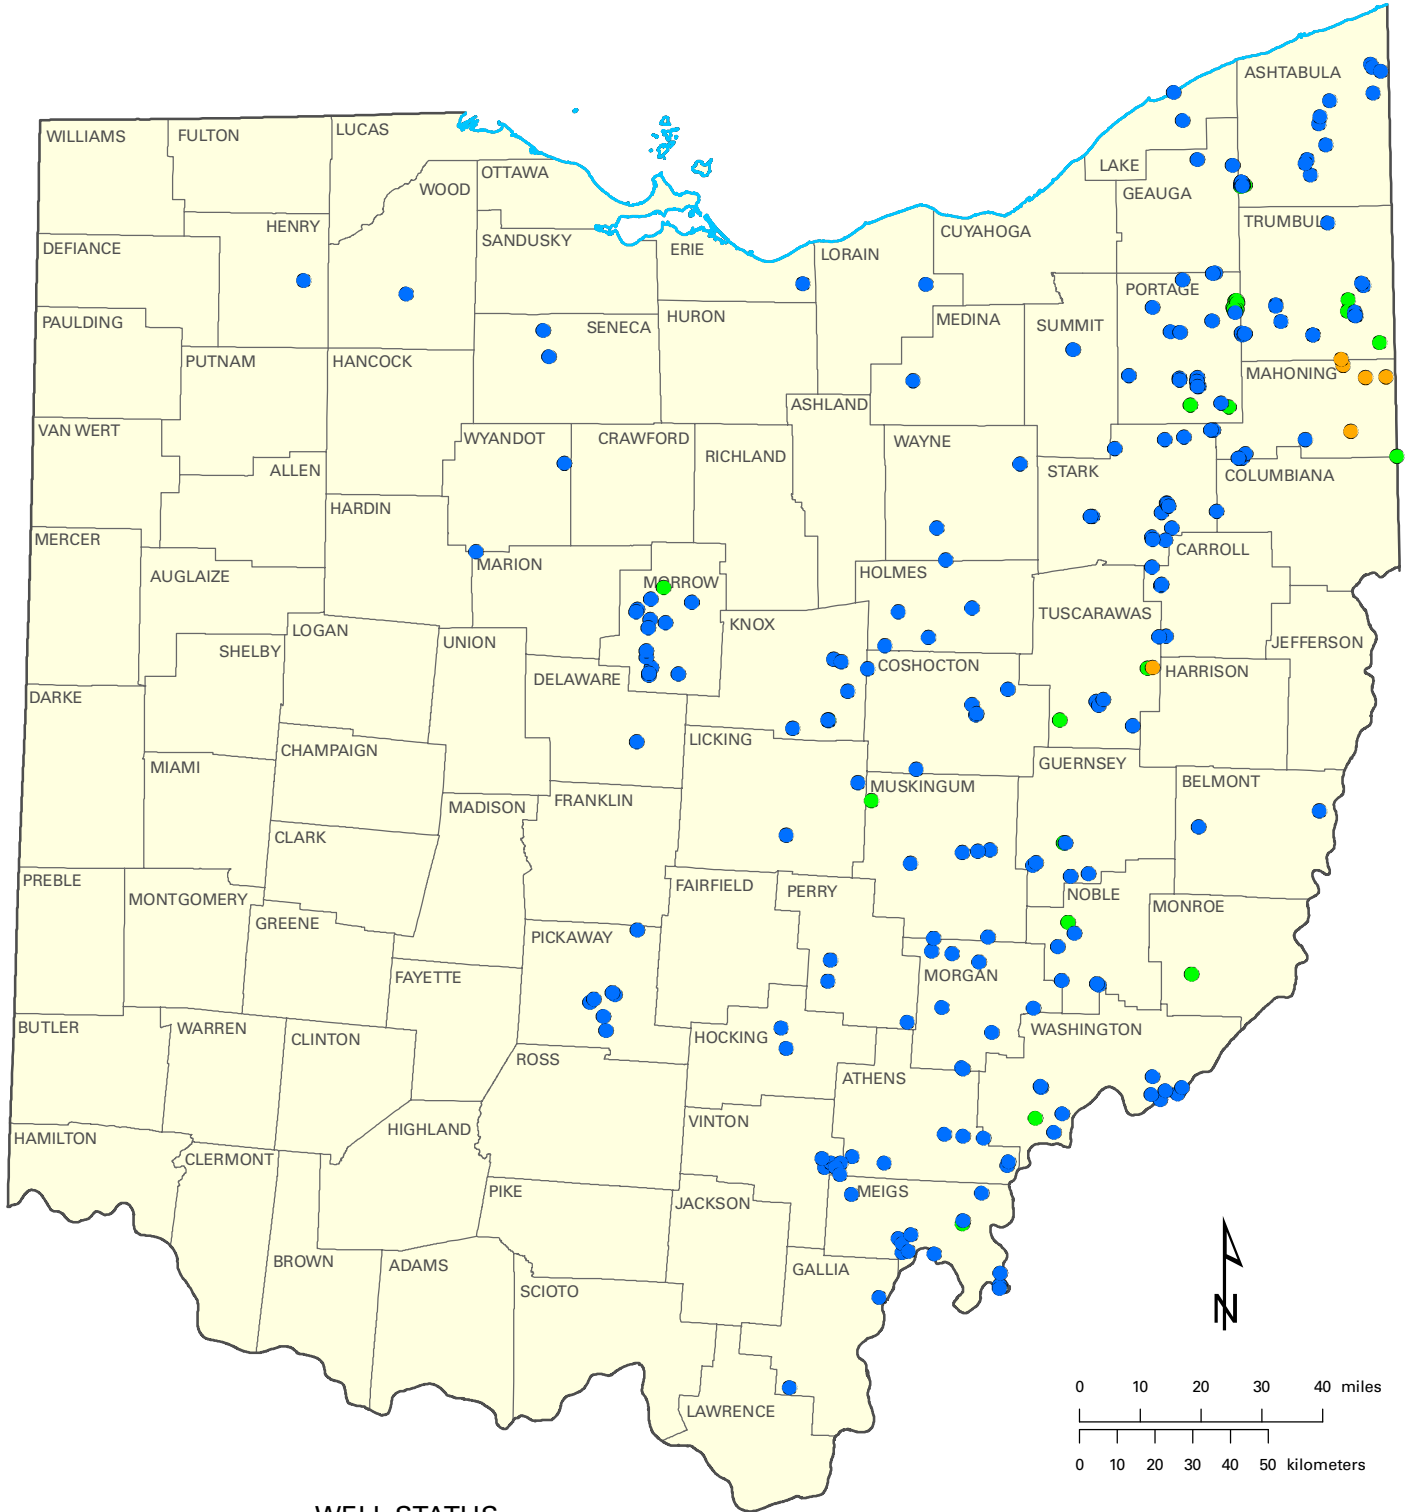 ASHTABULA
WILLIAMS
FULTON
LUCAS
LAKE
OTTAWA
WOOD
GEAUGA
HENRY
TRUMBULL
CUYAHOGA
DEFIANCE
SANDUSKY
ERIE
LORAIN
PORTAGE
PAULDING
SENECA
HURON
MEDINA
SUMMIT
PUTNAM
HANCOCK
MAHONING
ASHLAND
VAN WERT
WYANDOT
CRAWFORD
WAYNE
RICHLAND
ALLEN
STARK
COLUMBIANA
HARDIN
MERCER
CARROLL
MARION
HOLMES
AUGLAIZE
MORROW
TUSCARAWAS
KNOX
LOGAN
UNION
JEFFERSON
SHELBY
COSHOCTON
HARRISON
DELAWARE
DARKE
LICKING
CHAMPAIGN
GUERNSEY
MIAMI
BELMONT
MUSKINGUM
FRANKLIN
MADISON
CLARK
PREBLE
FAIRFIELD
PERRY
NOBLE
MONTGOMERY
MONROE
GREENE
PICKAWAY
MORGAN
FAYETTE
BUTLER
WARREN
WASHINGTON
CLINTON
HOCKING
ROSS
ATHENS
VINTON
HIGHLAND
HAMILTON
CLERMONT
PIKE
MEIGS
JACKSON
BROWN
ADAMS
GALLIA
SCIOTO
N
0 10 20 30 40 miles
LAWRENCE
0 10 20 30 40 50 kilometers
WELL STATUS